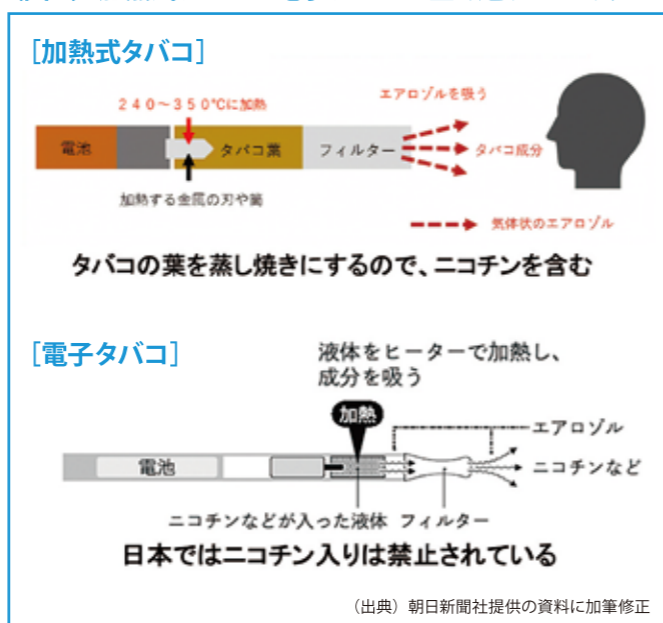 [加熱式タバコ]
240～350℃に加熱
エアロゾルを吸う
電池
タバコ葉
フィルター
タバコ成分
加熱する金属の刃や筒
気体状のエアロゾル
タバコの葉を蒸し焼きにするので、ニコチンを含む
[電子タバコ]
液体をヒーターで加熱し、
成分を吸う
加熱
エアロゾル
電池
ニコチンなど
ニコチンなどが入った液体
フィルター
日本ではニコチン入りは禁止されている
（出典）朝日新聞社提供の資料に加筆修正